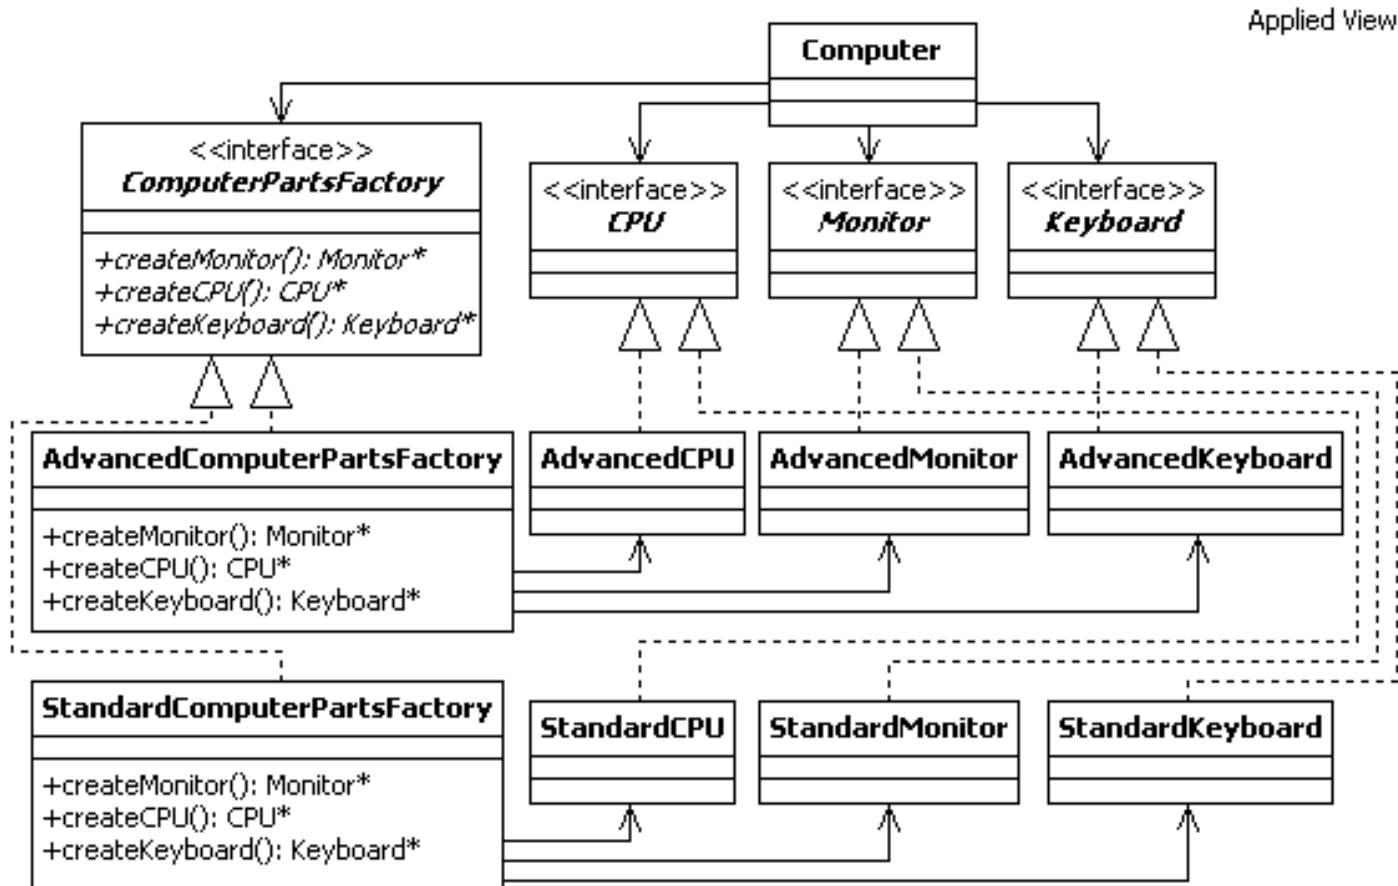 Applied View
Computer
<<interface>>
ComputerPartsFactory
+createMonitor(): Monitor*
+createCPU(): CPU*
+createKeyboard(): Keyboard*
<<interface>>
CPU
<<interface>>
Monitor
<<interface>>
Keyboard
AdvancedComputerPartsFactory
+createMonitor(): Monitor*
+createCPU(): CPU*
+createKeyboard(): Keyboard*
AdvancedCPU
AdvancedMonitor
AdvancedKeyboard
StandardComputerPartsFactory
+createMonitor(): Monitor*
+createCPU(): CPU*
+createKeyboard(): Keyboard*
StandardCPU
StandardMonitor
StandardKeyboard